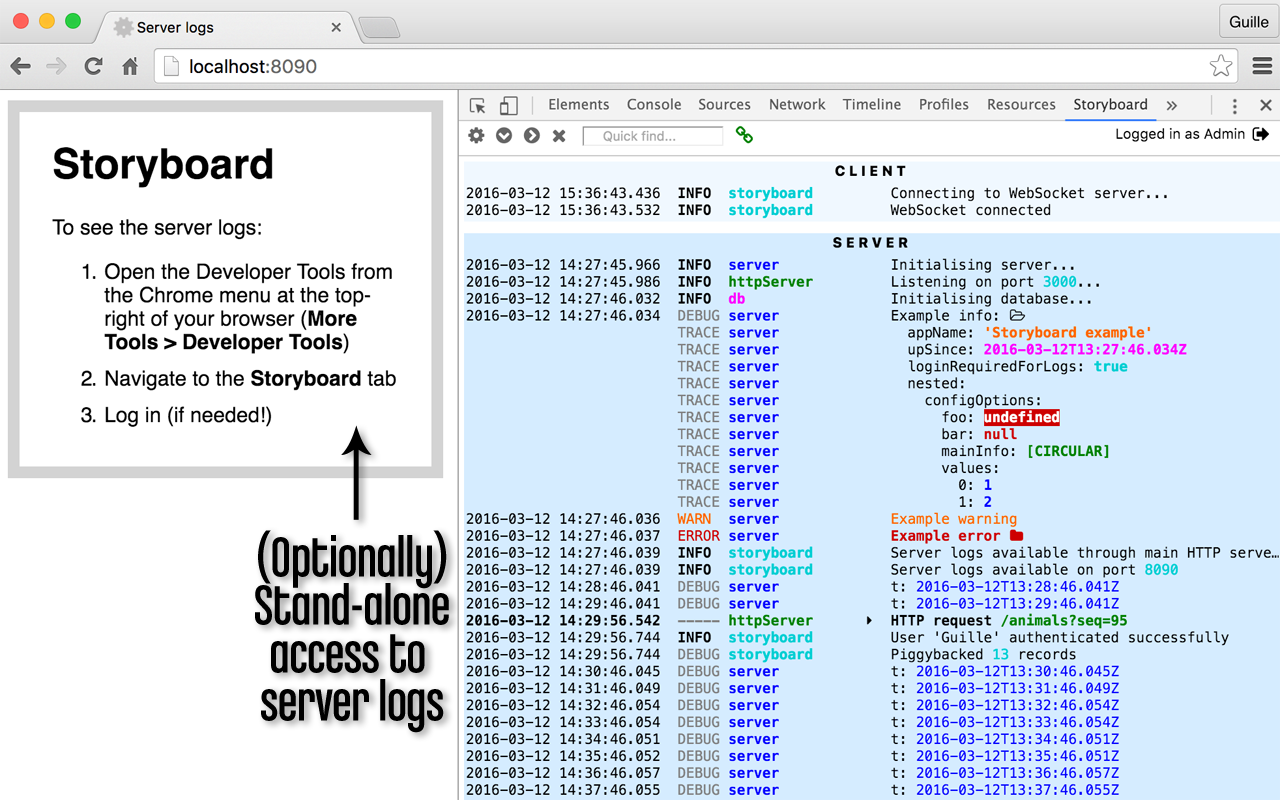 Server logs
Guille
localhost:8090
Storyboard
To see the server logs:
1. Open the Developer Tools from
the Chrome menu at the top-
right of your browser (More
Tools > Developer Tools)
2. Navigate to the Storyboard tab
3. Log in (if needed!)
(Optionally)
Stand-alone
access to
server logs
Elements Console Sources Network Timeline Profiles Resources Storyboard »
Quick find...
Logged in as Admin
CLIENT
2016-03-12 15:36:43.436 INFO storyboard Connecting to WebSocket server...
2016-03-12 15:36:43.532 INFO storyboard WebSocket connected
SERVER
2016-03-12 14:27:45.966 INFO server Initialising server...
2016-03-12 14:27:45.986 INFO httpServer Listening on port 3000...
2016-03-12 14:27:46.032 INFO db Initialising database...
2016-03-12 14:27:46.034 DEBUG server Example info:
TRACE server appName: 'Storyboard example'
TRACE server upSince: 2016-03-12T13:27:46.034Z
TRACE server loginRequiredForLogs: true
TRACE server nested:
TRACE server configOptions:
TRACE server foo: undefined
TRACE server bar: null
TRACE server mainInfo: [CIRCULAR]
TRACE server values:
TRACE server 0: 1
TRACE server 1: 2
2016-03-12 14:27:46.036 WARN server Example warning
2016-03-12 14:27:46.037 ERROR server Example error
2016-03-12 14:27:46.039 INFO storyboard Server logs available through main HTTP serve…
2016-03-12 14:27:46.039 INFO storyboard Server logs available on port 8090
2016-03-12 14:28:46.041 DEBUG server t: 2016-03-12T13:28:46.041Z
2016-03-12 14:29:46.041 DEBUG server t: 2016-03-12T13:29:46.041Z
2016-03-12 14:29:56.542 ----- httpServer HTTP request /animals?seq=95
2016-03-12 14:29:56.744 INFO storyboard User 'Guille' authenticated successfully
2016-03-12 14:29:56.744 DEBUG storyboard Piggybacked 13 records
2016-03-12 14:30:46.045 DEBUG server t: 2016-03-12T13:30:46.045Z
2016-03-12 14:31:46.049 DEBUG server t: 2016-03-12T13:31:46.049Z
2016-03-12 14:32:46.054 DEBUG server t: 2016-03-12T13:32:46.054Z
2016-03-12 14:33:46.054 DEBUG server t: 2016-03-12T13:33:46.054Z
2016-03-12 14:34:46.051 DEBUG server t: 2016-03-12T13:34:46.051Z
2016-03-12 14:35:46.052 DEBUG server t: 2016-03-12T13:35:46.051Z
2016-03-12 14:36:46.057 DEBUG server t: 2016-03-12T13:36:46.057Z
2016-03-12 14:37:46.055 DEBUG server t: 2016-03-12T13:37:46.055Z